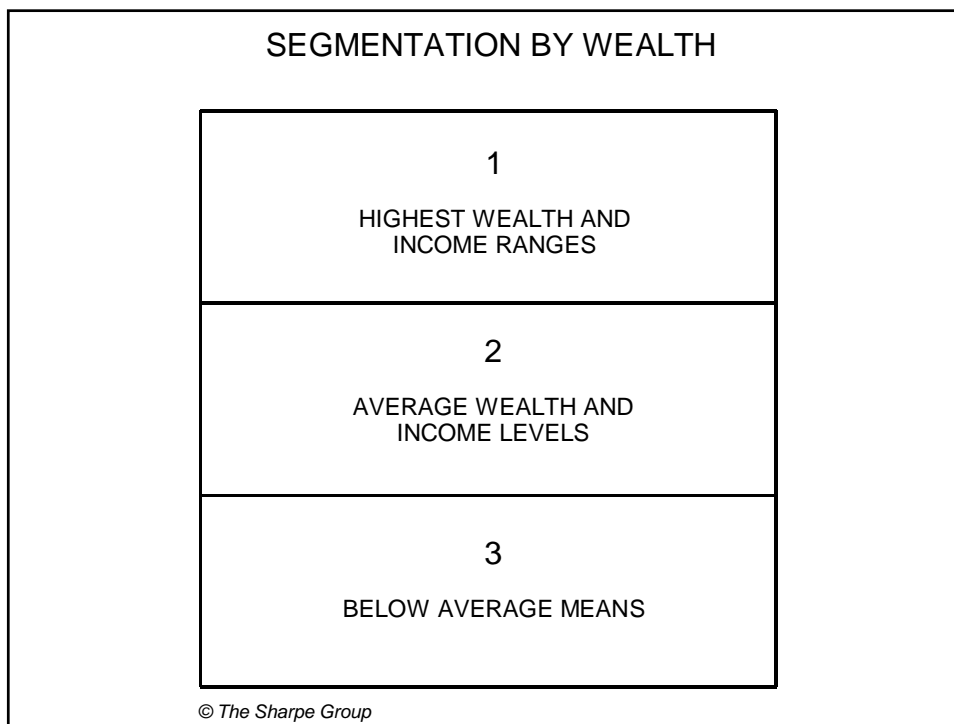 SEGMENTATION BY WEALTH
1
HIGHEST WEALTH AND
INCOME RANGES
2
AVERAGE WEALTH AND
INCOME LEVELS
3
BELOW AVERAGE MEANS
© The Sharpe Group